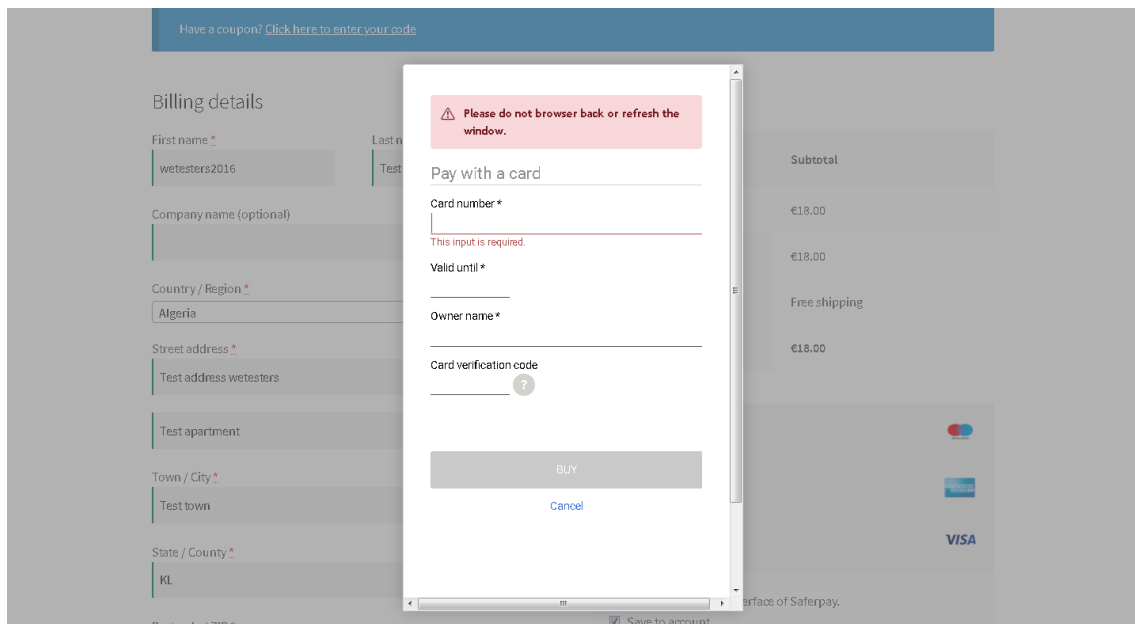 Have a coupon? Click here to enter your code
Billing details
First name *
Last n
wetesters2016
Test
Company name (optional)
Country / Region *
Algeria
Street address *
Test address wetesters
Test apartment
Town / City *
Test town
State / County *
KL
Please do not browser back or refresh the
window.
Pay with a card
Card number *
This input is required.
Valid until *
Owner name *
Card verification code
?
BUY
Cancel
Subtotal
€18.00
€18.00
Free shipping
€18.00
VISA
erface of Saferpay.
Save to account